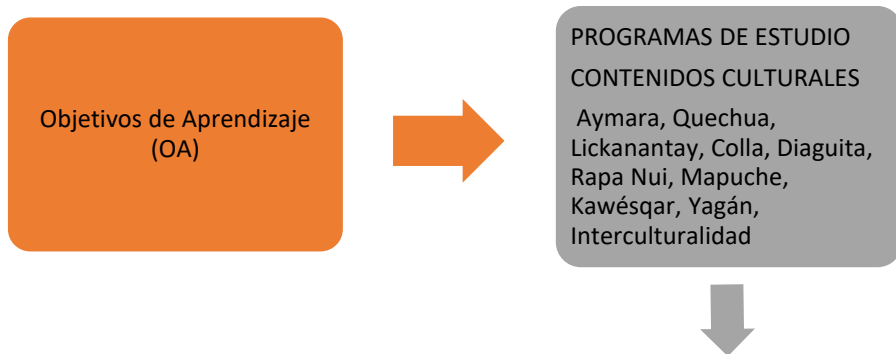 Objetivos de Aprendizaje
(OA)
PROGRAMAS DE ESTUDIO
CONTENIDOS CULTURALES
Aymara, Quechua,
Lickanantay, Colla, Diaguita,
Rapa Nui, Mapuche,
Kawésqar, Yagán,
Interculturalidad